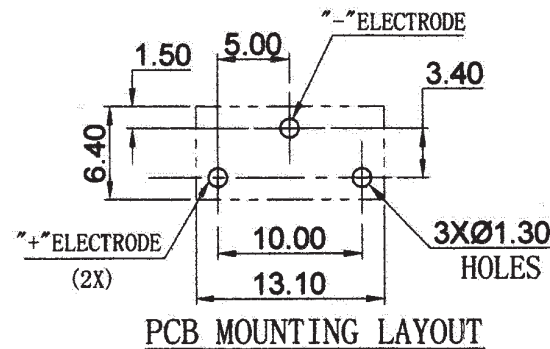 "-"ELECTRODE
5.00
1.50
3.40
6.40
"+"ELECTRODE
(2X)
10.00
3XØ1.30
HOLES
13.10
PCB MOUNTING LAYOUT